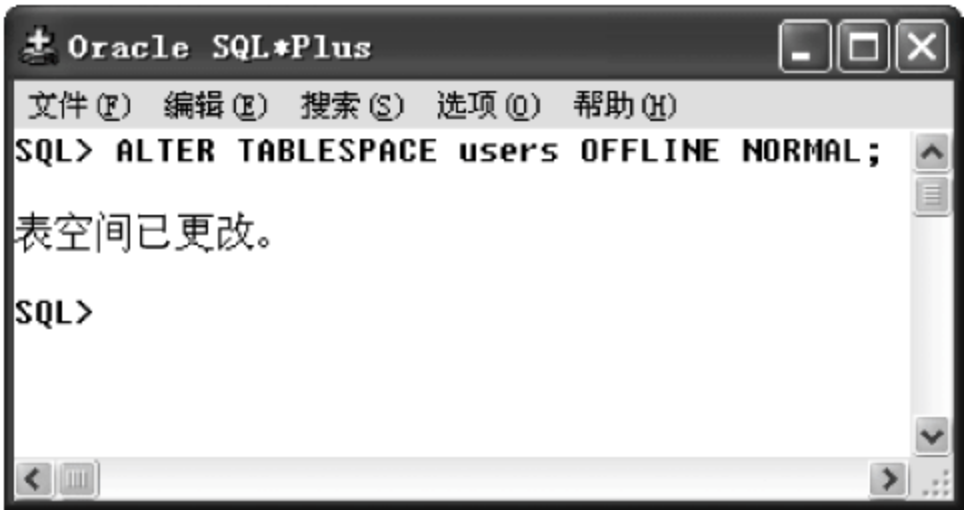 Oracle SQL*Plus
文件(F) 编辑(E) 搜索(S) 选项(O) 帮助(H)
SQL> ALTER TABLESPACE users OFFLINE NORMAL;
表空间已更改。
SQL>